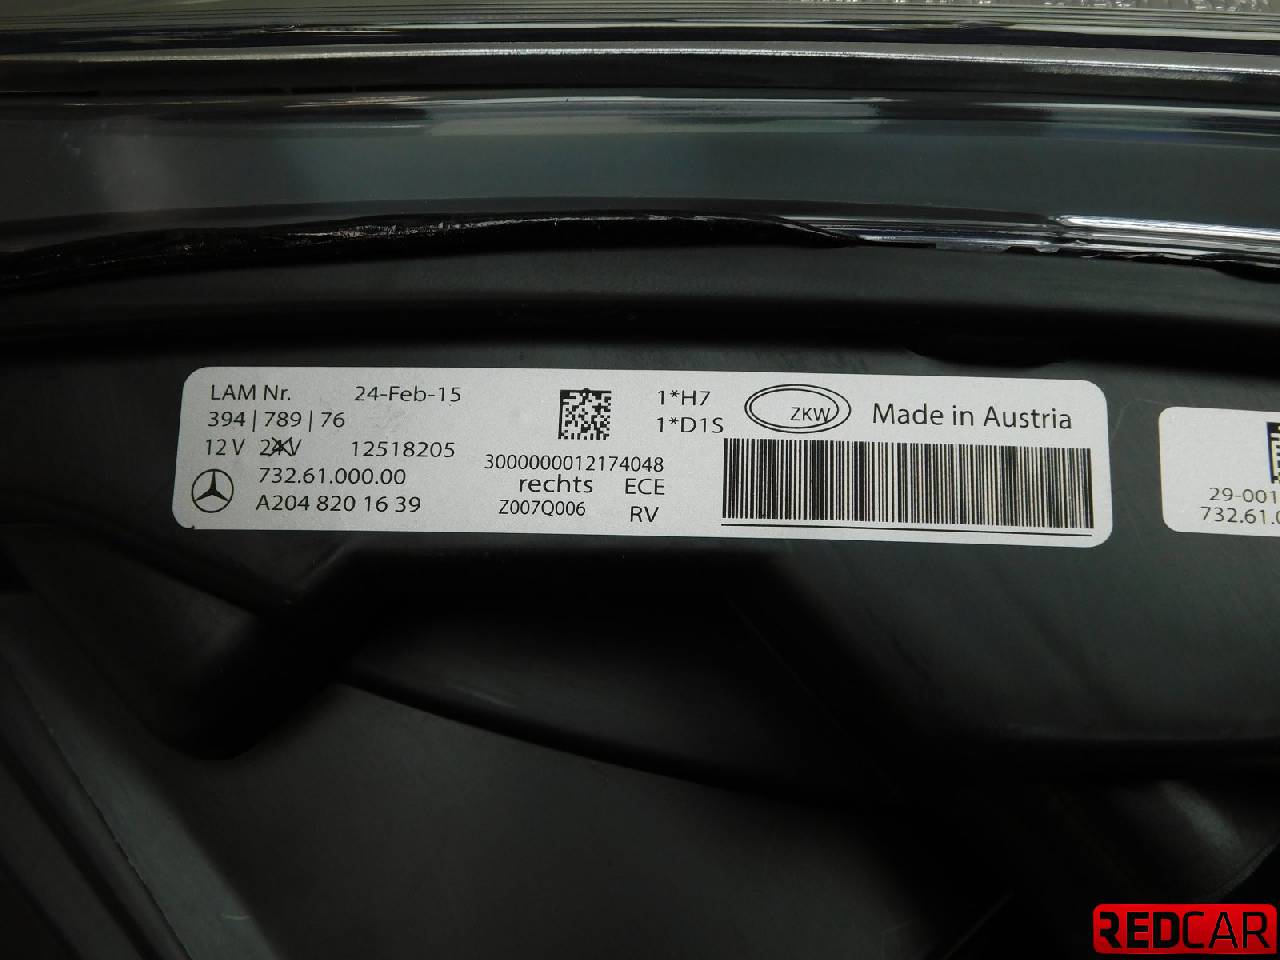 LAM Nr. 24-Feb-15
394 | 789 | 76
12 V 24V 12518205
732.61.000.00
A204 820 16 39
3000000012174048
rechts ECE
Z007Q006 RV
1*H7
1*D1S
ZKW
Made in Austria
29-001
732.61.0
REDCAR